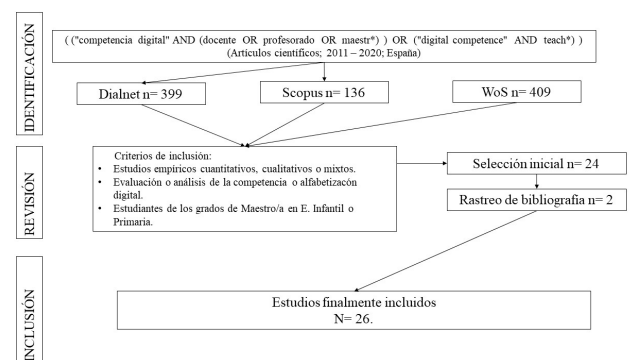 IDENTIFICACIÓN
( ("competencia digital" AND (docente OR profesorado OR maestr*) ) OR ("digital competence" AND teach*) )
(Artículos científicos; 2011 – 2020; España)
Dialnet n= 399
Scopus n= 136
WoS n= 409
REVISIÓN
Criterios de inclusión:
• Estudios empíricos cuantitativos, cualitativos o mixtos.
• Evaluación o análisis de la competencia o alfabetizacón
digital.
• Estudiantes de los grados de Maestro/a en E. Infantil o
Primaria.
Selección inicial n= 24
Rastreo de bibliografía n= 2
INCLUSIÓN
Estudios finalmente incluidos
N= 26.